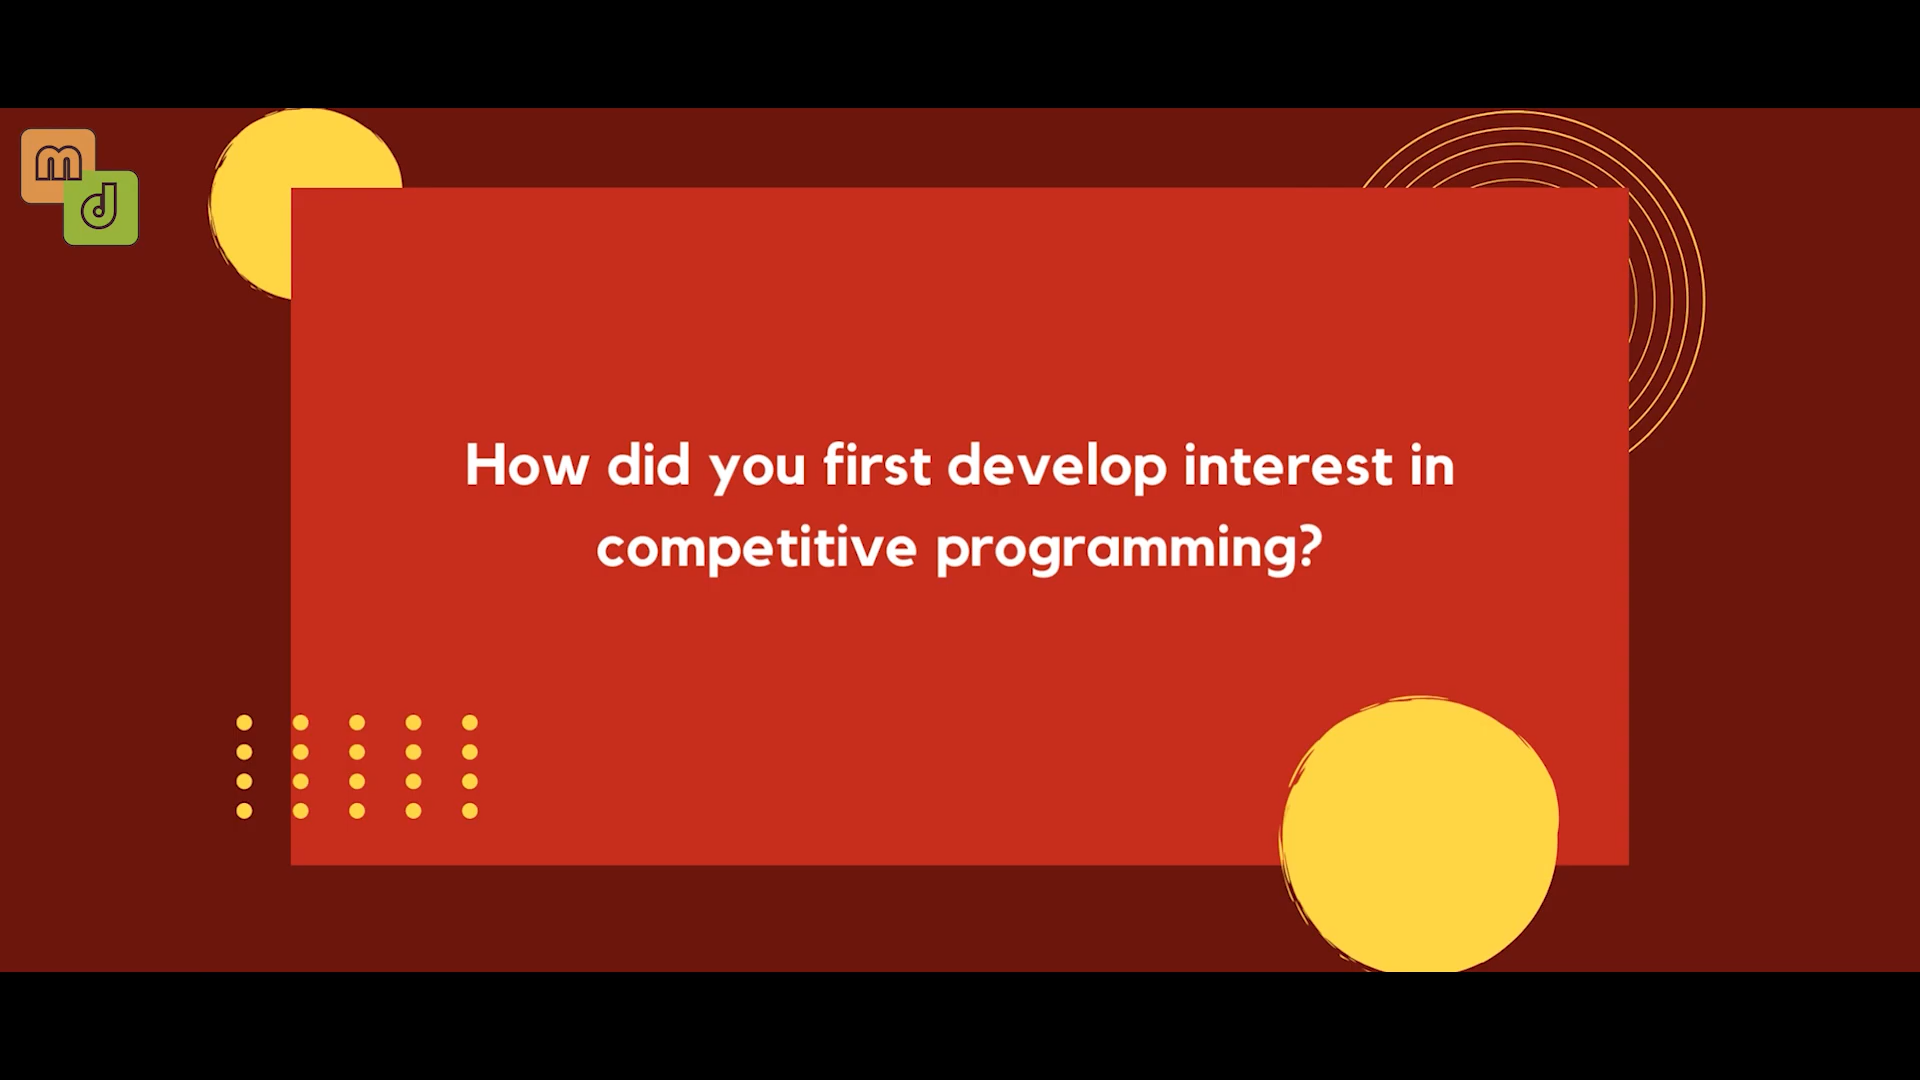 m
d
How did you first develop interest in
competitive programming?